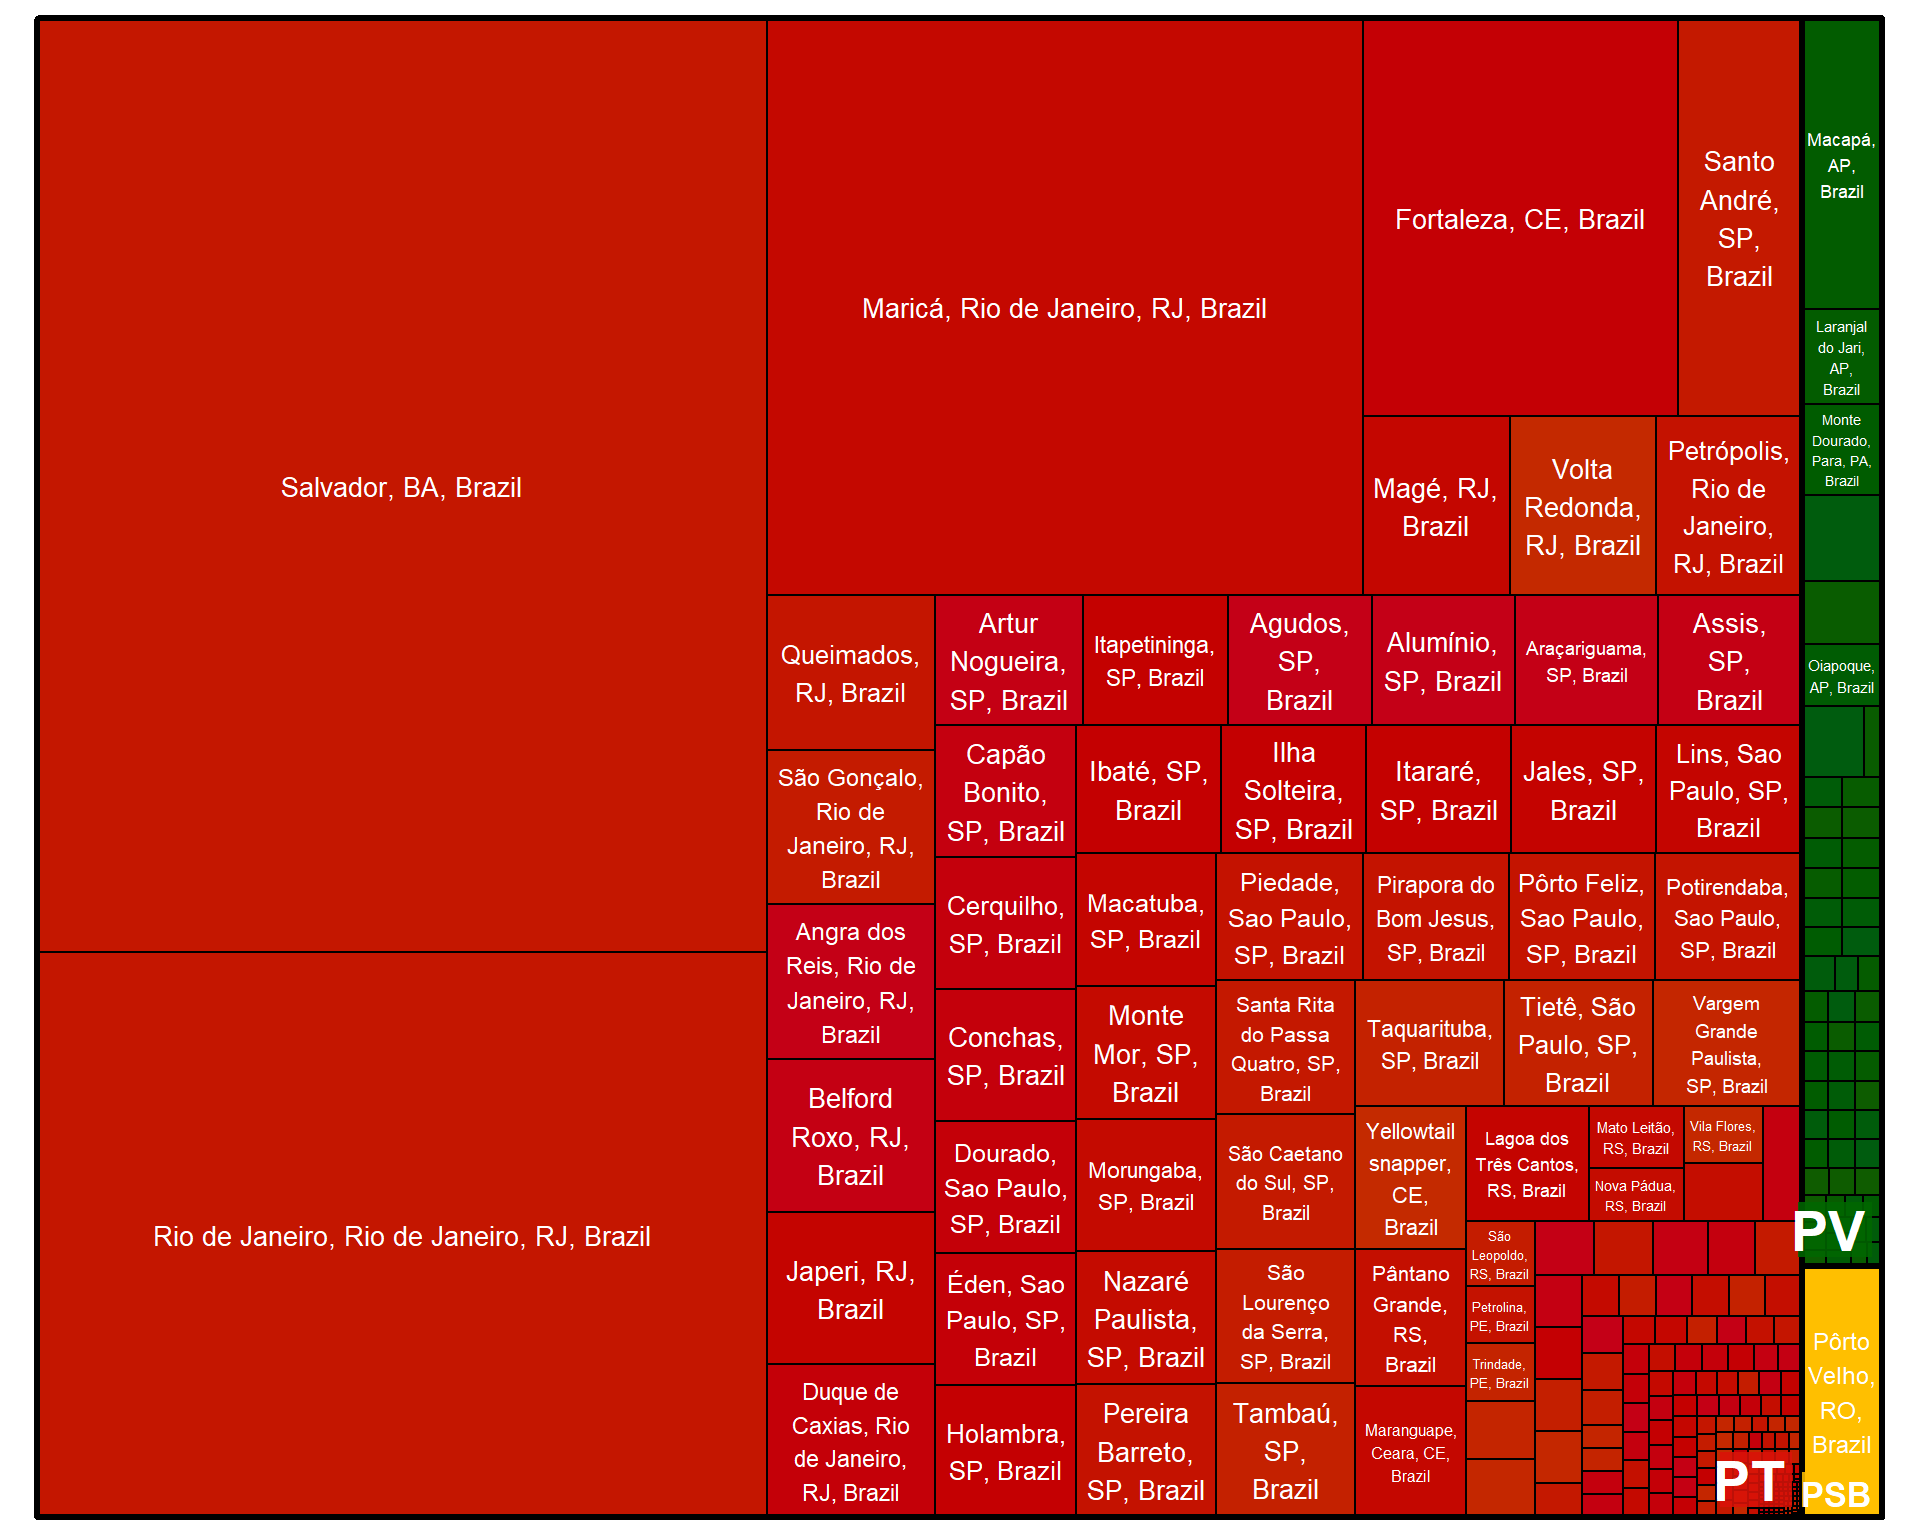 Salvador, BA, Brazil
Rio de Janeiro, Rio de Janeiro, RJ, Brazil
Maricá, Rio de Janeiro, RJ, Brazil
Fortaleza, CE, Brazil
Santo
André,
SP,
Brazil
Magé, RJ,
Brazil
Volta
Redonda,
RJ, Brazil
Petrópolis,
Rio de
Janeiro,
RJ, Brazil
Queimados,
RJ, Brazil
São Gonçalo,
Rio de
Janeiro, RJ,
Brazil
Angra dos
Reis, Rio de
Janeiro, RJ,
Brazil
Belford
Roxo, RJ,
Brazil
Japeri, RJ,
Brazil
Duque de
Caxias, Rio
de Janeiro,
RJ, Brazil
Artur
Nogueira,
SP, Brazil
Itapetininga,
SP, Brazil
Agudos,
SP,
Brazil
Alumínio,
SP, Brazil
Araçariguama,
SP, Brazil
Assis,
SP,
Brazil
Capão
Bonito,
SP, Brazil
Ibaté, SP,
Brazil
Ilha
Solteira,
SP, Brazil
Itararé,
SP, Brazil
Jales, SP,
Brazil
Lins, Sao
Paulo, SP,
Brazil
Cerquilho,
SP, Brazil
Macatuba,
SP, Brazil
Piedade,
Sao Paulo,
SP, Brazil
Pirapora do
Bom Jesus,
SP, Brazil
Pôrto Feliz,
Sao Paulo,
SP, Brazil
Potirendaba,
Sao Paulo,
SP, Brazil
Conchas,
SP, Brazil
Monte
Mor, SP,
Brazil
Santa Rita
do Passa
Quatro, SP,
Brazil
Taquarituba,
SP, Brazil
Tietê, São
Paulo, SP,
Brazil
Vargem
Grande
Paulista,
SP, Brazil
Dourado,
Sao Paulo,
SP, Brazil
Morungaba,
SP, Brazil
São Caetano
do Sul, SP,
Brazil
Yellowtail
snapper,
CE,
Brazil
Lagoa dos
Três Cantos,
RS, Brazil
Mato Leitão,
RS, Brazil
Nova Pádua,
RS, Brazil
Vila Flores,
RS, Brazil
Éden, Sao
Paulo, SP,
Brazil
Nazaré
Paulista,
SP, Brazil
São
Lourenço
da Serra,
SP, Brazil
Pântano
Grande,
RS,
Brazil
São
Leopoldo,
RS, Brazil
Petrolina,
PE, Brazil
Trindade,
PE, Brazil
Holambra,
SP, Brazil
Pereira
Barreto,
SP, Brazil
Tambaú,
SP,
Brazil
Maranguape,
Ceara, CE,
Brazil
PT
Macapá,
AP,
Brazil
Laranjal
do Jari,
AP,
Brazil
Monte
Dourado,
Para, PA,
Brazil
Oiapoque,
AP, Brazil
PV
Pôrto
Velho,
RO,
Brazil
PSB